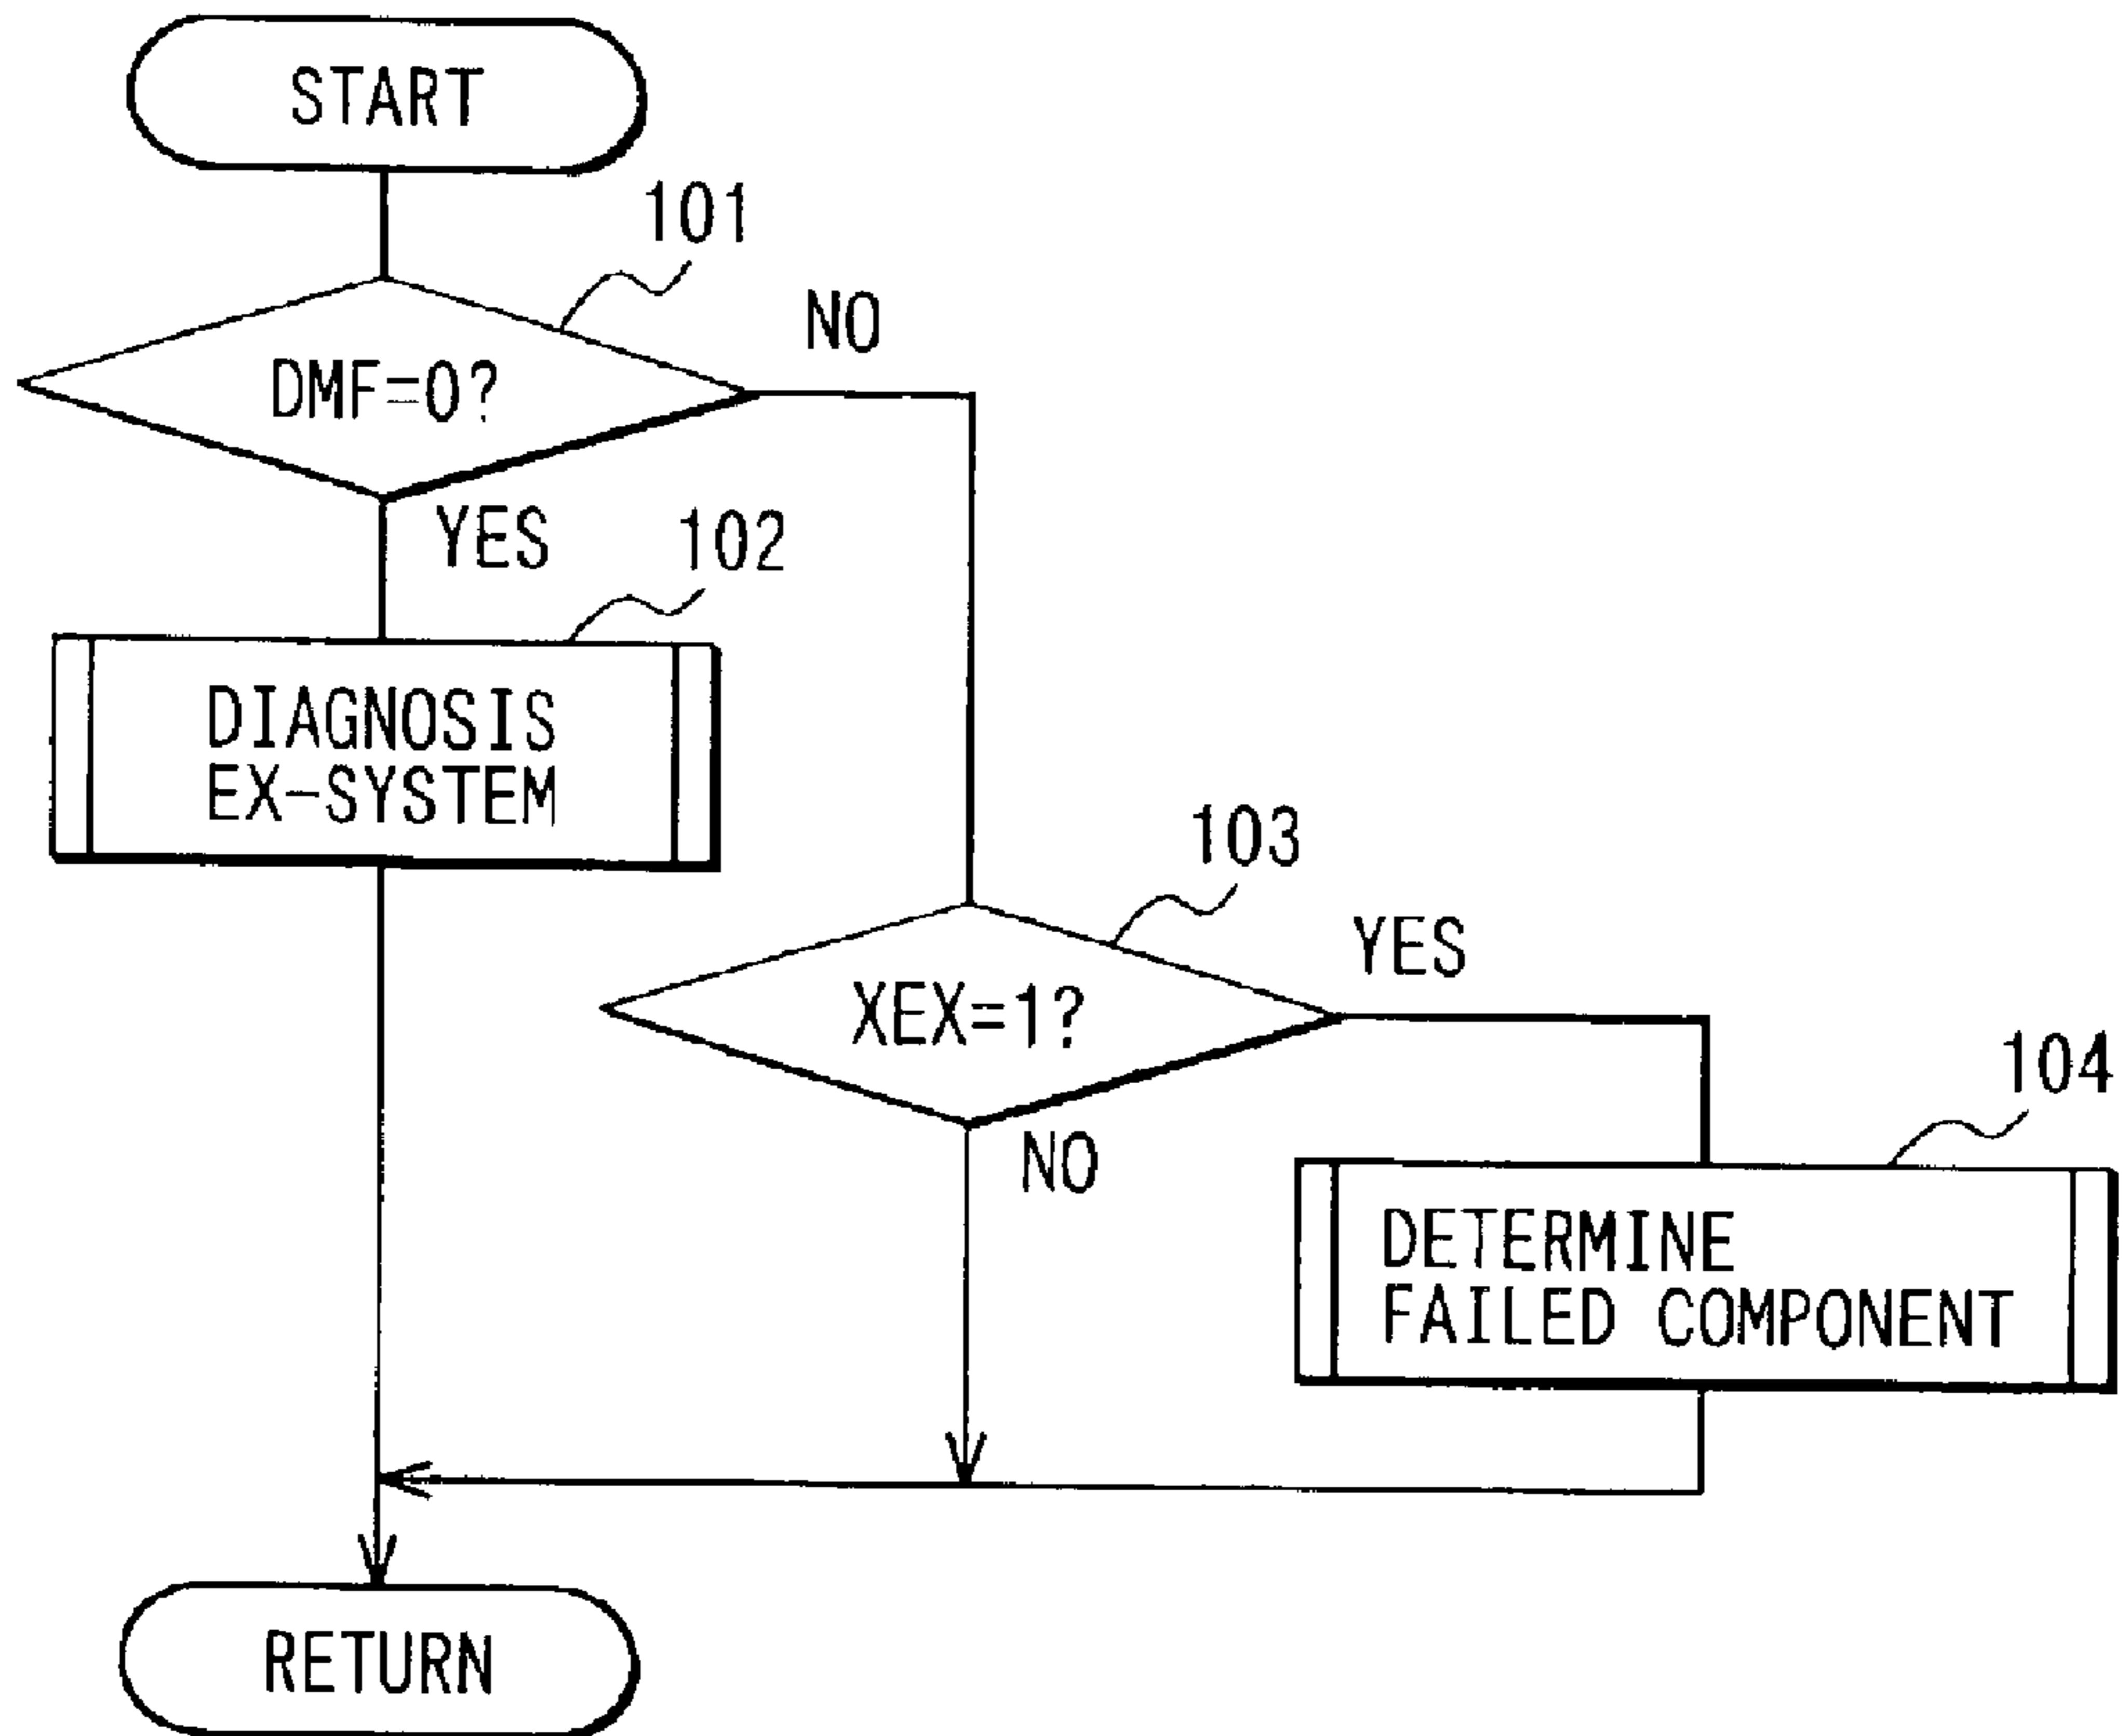 START
101
NO
DMF=0?
YES
102
DIAGNOSIS
EX-SYSTEM
103
YES
XEX=1?
104
NO
DETERMINE
FAILED COMPONENT
RETURN